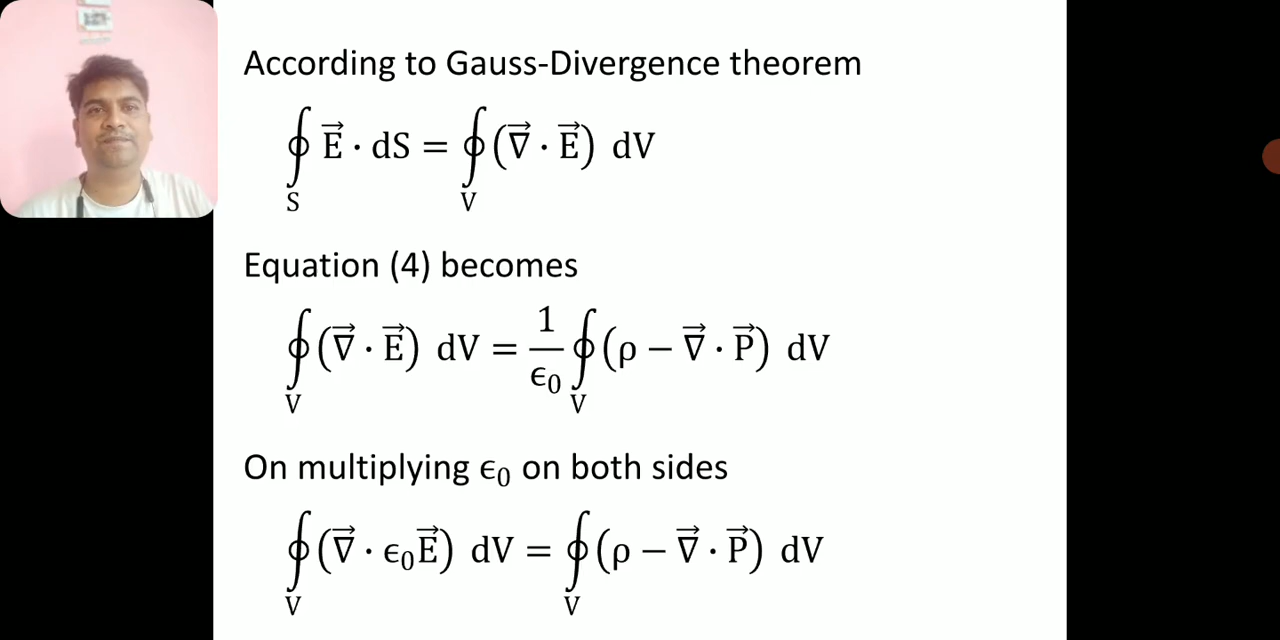 According to Gauss-Divergence theorem
∮_S E⃗ · dS = ∮_V (∇⃗ · E⃗) dV
Equation (4) becomes
∮_V (∇⃗ · E⃗) dV = 1/ϵ₀ ∮_V (ρ − ∇⃗ · P⃗) dV
On multiplying ϵ₀ on both sides
∮_V (∇⃗ · ϵ₀E⃗) dV = ∮_V (ρ − ∇⃗ · P⃗) dV